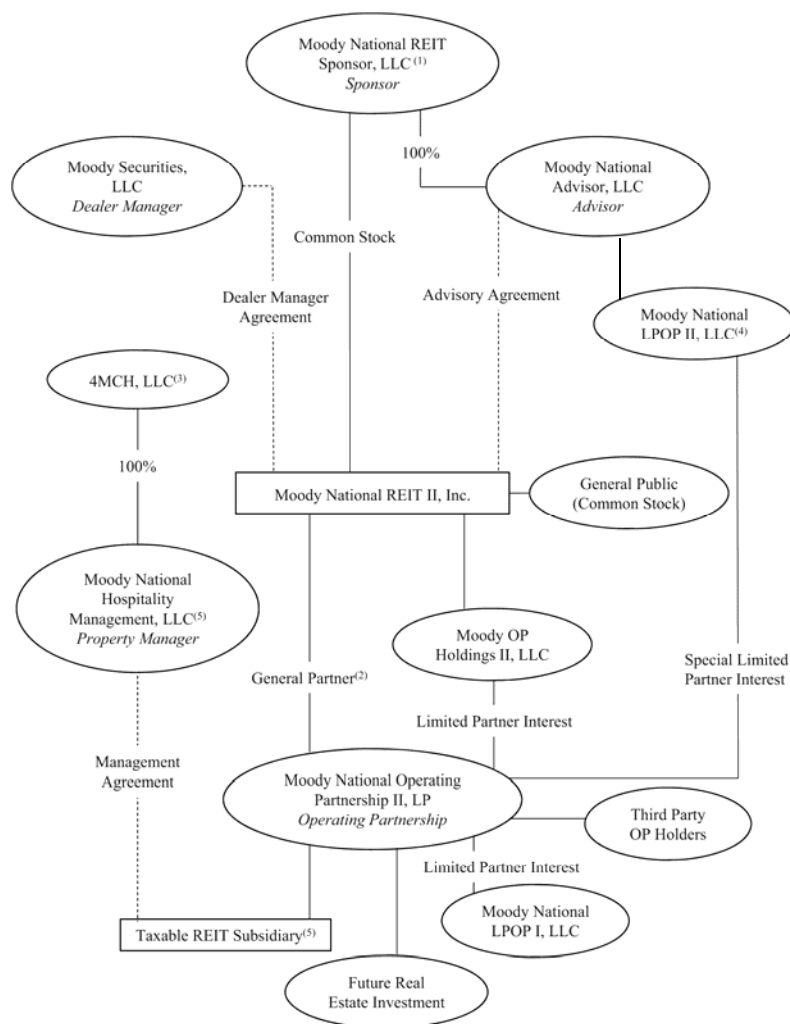 Moody National REIT
Sponsor, LLC (1)
Sponsor
100%
Moody Securities,
LLC
Dealer Manager
Moody National
Advisor, LLC
Advisor
Common Stock
Dealer Manager
Agreement
Advisory Agreement
Moody National
LPOP II, LLC(4)
4MCH, LLC(3)
100%
Moody National REIT II, Inc.
General Public
(Common Stock)
Moody National
Hospitality
Management, LLC(5)
Property Manager
Moody OP
Holdings II, LLC
General Partner(2)
Special Limited
Partner Interest
Limited Partner Interest
Management
Agreement
Moody National Operating
Partnership II, LP
Operating Partnership
Third Party
OP Holders
Limited Partner Interest
Moody National
LPOP I, LLC
Taxable REIT Subsidiary(5)
Future Real
Estate Investment